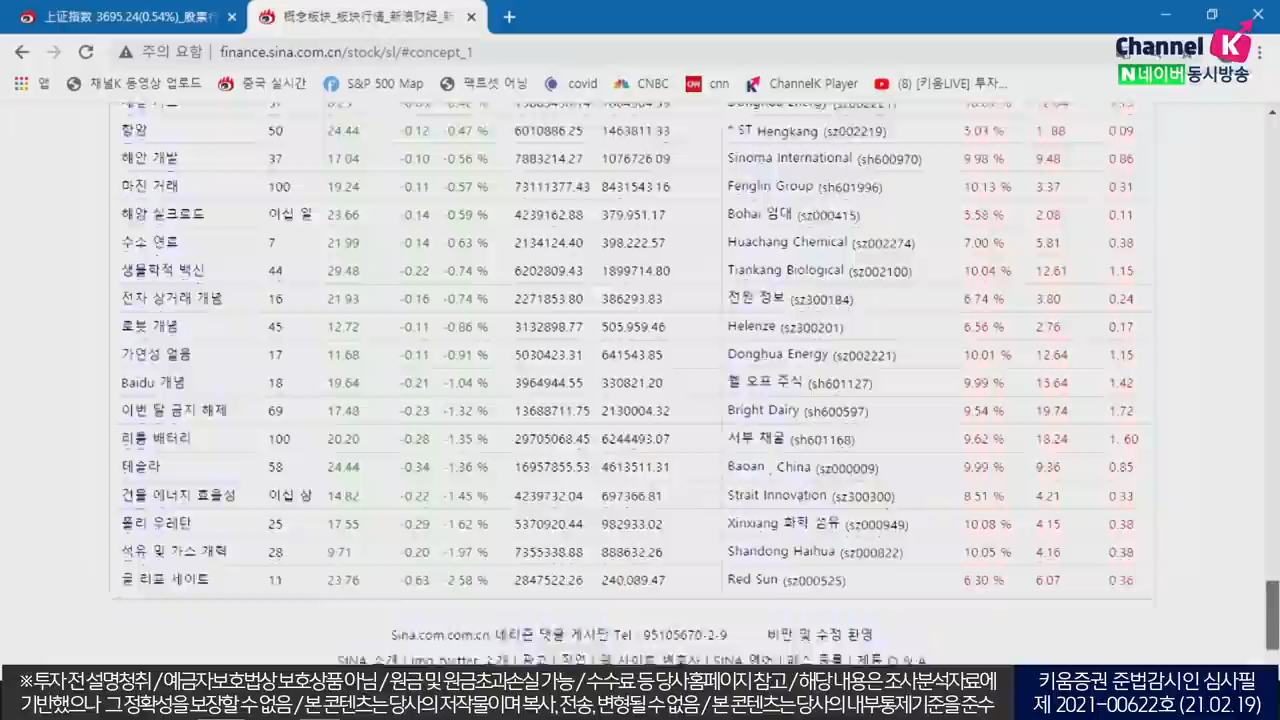 上证指数 3695.24(0.54%)_股票行 × 概念板块_板块行情_新浪财经_新 × +
주의 요함 | finance.sina.com.cn/stock/sl/#concept_1
Channel K
N 네이버 동시방송
앱 채널K 동영상 업로드 중국 실시간 S&P 500 Map 어닝 covid CNBC cnn ChannelK Player (8) [키움LIVE] 투자...
항암 50 24.44 -0.12 -0.47 % 6010886.25 1463811.33 * ST Hengkang (sz002219) 0.09
해안 개발 37 17.04 -0.10 -0.56 % 7883214.27 1076726.09 Sinoma International (sh600970) 9.98 % 9.48 0.86
마진 거래 100 19.24 -0.11 -0.57 % 73111377.43 8431543.16 Fenglin Group (sh601996) 10.13 % 3.37 0.31
해양 실크로드 이십 일 23.66 -0.14 -0.59 % 4239162.88 379,951.17 Bohai 임대 (sz000415) 5.58 % 2.08 0.11
수소 연료 7 21.99 -0.14 -0.63 % 2134124.40 398,222.57 Huachang Chemical (sz002274) 7.00 % 5.81 0.38
생물학적 백신 44 29.48 -0.22 -0.74 % 6202809.43 1899714.80 Tiankang Biological (sz002100) 10.04 % 12.61 1.15
전자 상거래 개념 16 21.93 -0.16 -0.74 % 2271853.80 386293.83 전원 정보 (sz300184) 6.74 % 3.80 0.24
로봇 개념 45 12.72 -0.11 -0.86 % 3132898.77 505,959.46 Helenze (sz300201) 6.56 % 2.76 0.17
가연성 얼음 17 11.68 -0.11 -0.91 % 5030423.31 641543.85 Donghua Energy (sz002221) 10.01 % 12.64 1.15
Baidu 개념 18 19.64 -0.21 -1.04 % 3964944.55 330821.20 휠 오프 주식 (sh601127) 9.99 % 15.64 1.42
이번 달 금지 해제 69 17.48 -0.23 -1.32 % 13688711.75 2130004.32 Bright Dairy (sh600597) 9.54 % 19.74 1.72
리튬 배터리 100 20.20 -0.28 -1.35 % 29705068.45 6244493.07 서부 채굴 (sh601168) 9.62 % 18.24 1. 60
테슬라 58 24.44 -0.34 -1.36 % 16957855.53 4613511.31 Baoan , China (sz000009) 9.99 % 9.36 0.85
건물 에너지 효율성 이십 삼 14.82 -0.22 -1.45 % 4239732.04 697366.81 Strait Innovation (sz300300) 8.51 % 4.21 0.33
폴리 우레탄 25 17.55 -0.29 -1.62 % 5370920.44 982933.02 Xinxiang 화학 섬유 (sz000949) 10.08 % 4.15 0.38
석유 및 가스 개혁 28 9.71 -0.20 -1.97 % 7355338.88 888632.26 Shandong Haihua (sz000822) 10.05 % 4.16 0.38
글 리포 세이트 11 23.76 -0.63 -2.58 % 2847522.26 240,089.47 Red Sun (sz000525) 6.30 % 6.07 0.36
Sina.com.com.cn 네티즌 댓글 게시판 Tel : 95105670-2-9 비판 및 수정 환영
※ 투자 전 설명청취 / 예금자보호법상 보호상품 아님 / 원금 및 원금초과손실 가능 / 수수료 등 당사홈페이지 참고 / 해당 내용은 조사분석자료에
기반했으나 그 정확성을 보장할 수 없음 / 본 콘텐츠는 당사의 저작물이며 복사, 전송, 변형될 수 없음 / 본 콘텐츠는 당사의 내부통제기준을 준수
키움증권 준법감시인 심사필
제 2021-00622호 (21.02.19)